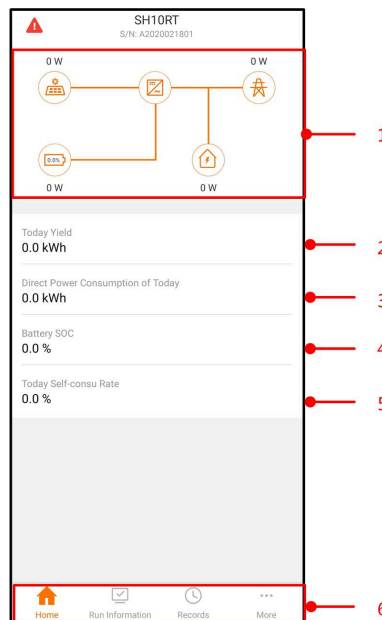 SH10RT
S/N: A2020021801
0 W
0 W
0.0%
0 W
0 W
1
Today Yield
0.0 kWh
2
Direct Power Consumption of Today
0.0 kWh
3
Battery SOC
0.0 %
4
Today Self-consu Rate
0.0 %
5
Home
Run Information
Records
More
6